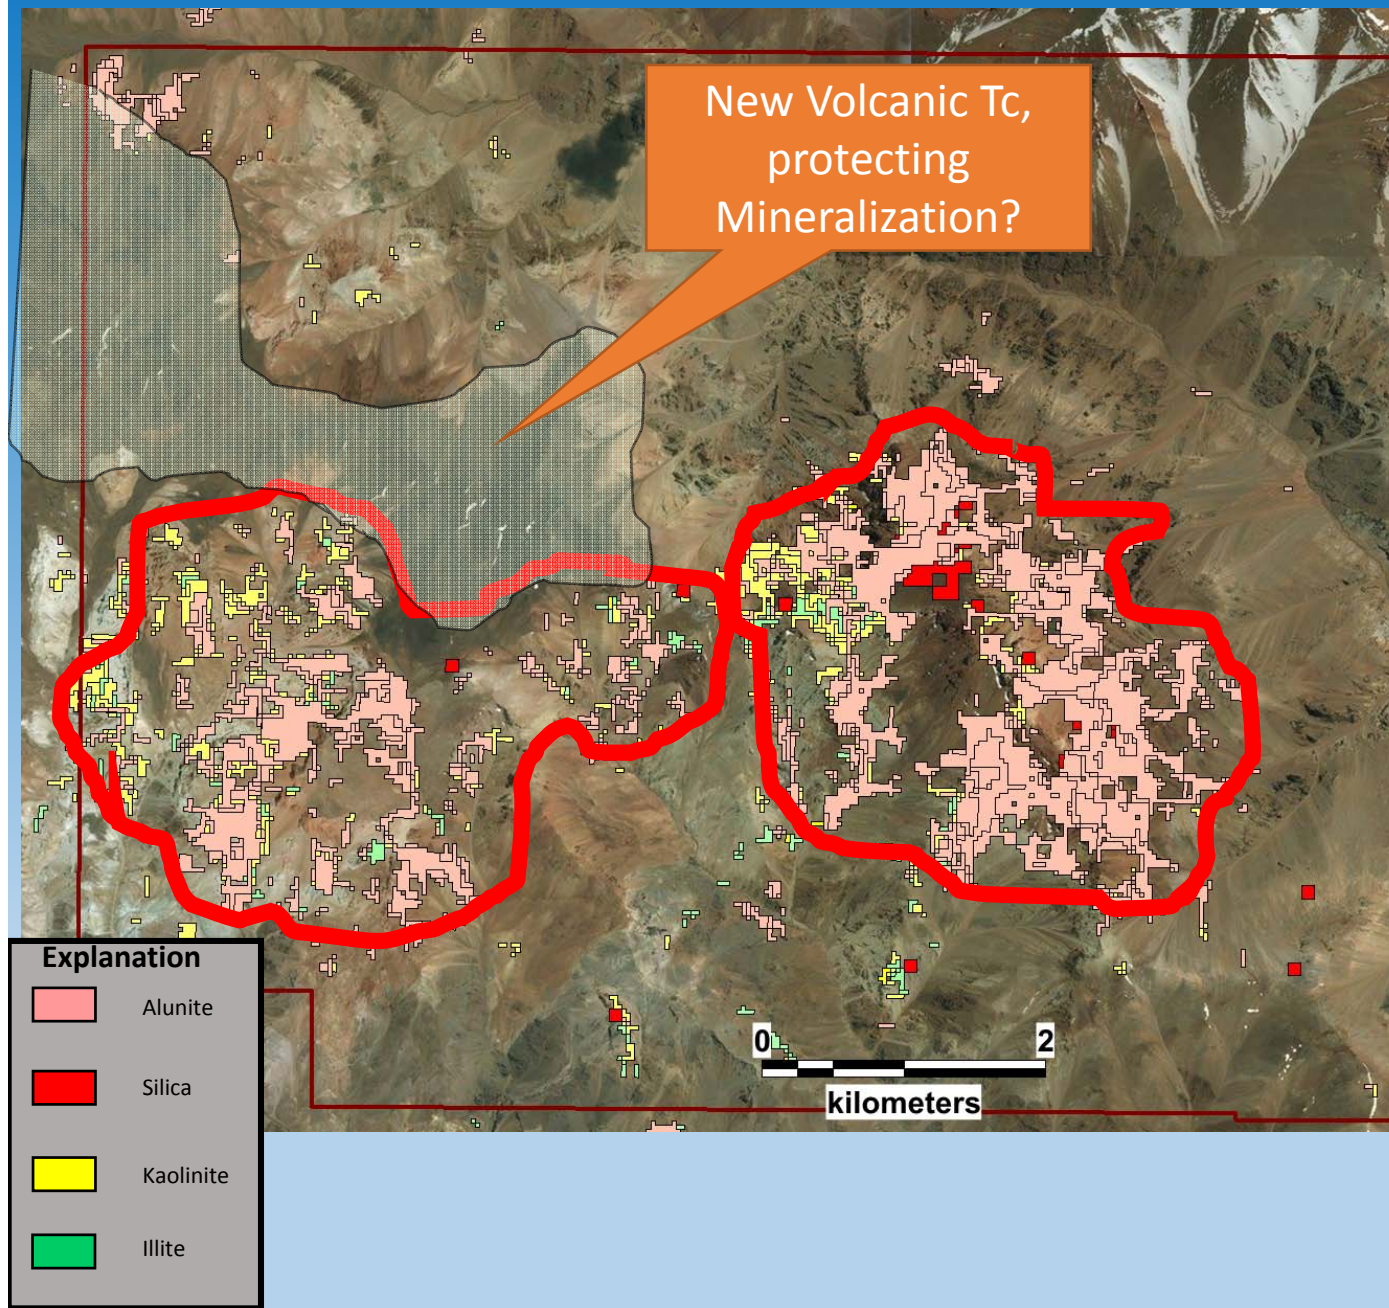 New Volcanic Tc,
protecting
Mineralization?
Explanation
Alunite
Silica
Kaolinite
Illite
0 2
kilometers